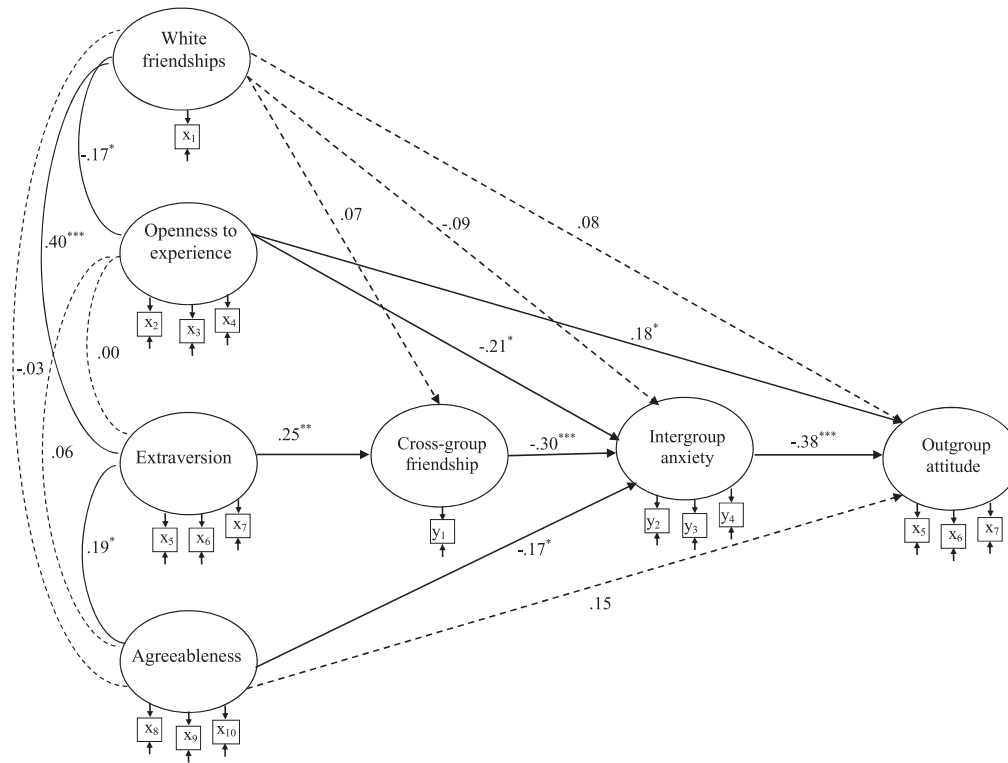 White
friendships
x₁
-.17*
.40***
.07
-.09
.08
Openness to
experience
x₂
x₃
x₄
.00
-.03
.06
-.21*
.18*
Extraversion
x₅
x₆
x₇
.25**
Cross-group
friendship
y₁
-.30***
Intergroup
anxiety
y₂
y₃
y₄
-.38***
Outgroup
attitude
x₅
x₆
x₇
.19*
-.17*
.15
Agreeableness
x₈
x₉
x₁₀